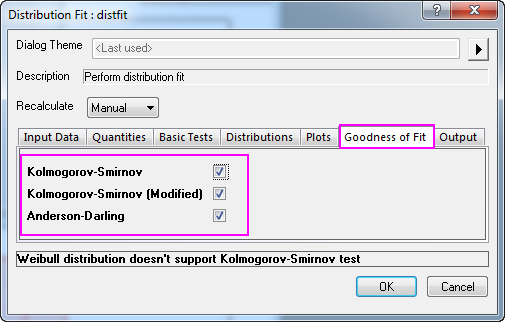 Distribution Fit : distfit
?
Dialog Theme <Last used>
Description Perform distribution fit
Recalculate Manual
Input Data Quantities Basic Tests Distributions Plots Goodness of Fit Output
Kolmogorov-Smirnov
Kolmogorov-Smirnov (Modified)
Anderson-Darling
Weibull distribution doesn't support Kolmogorov-Smirnov test
OK Cancel